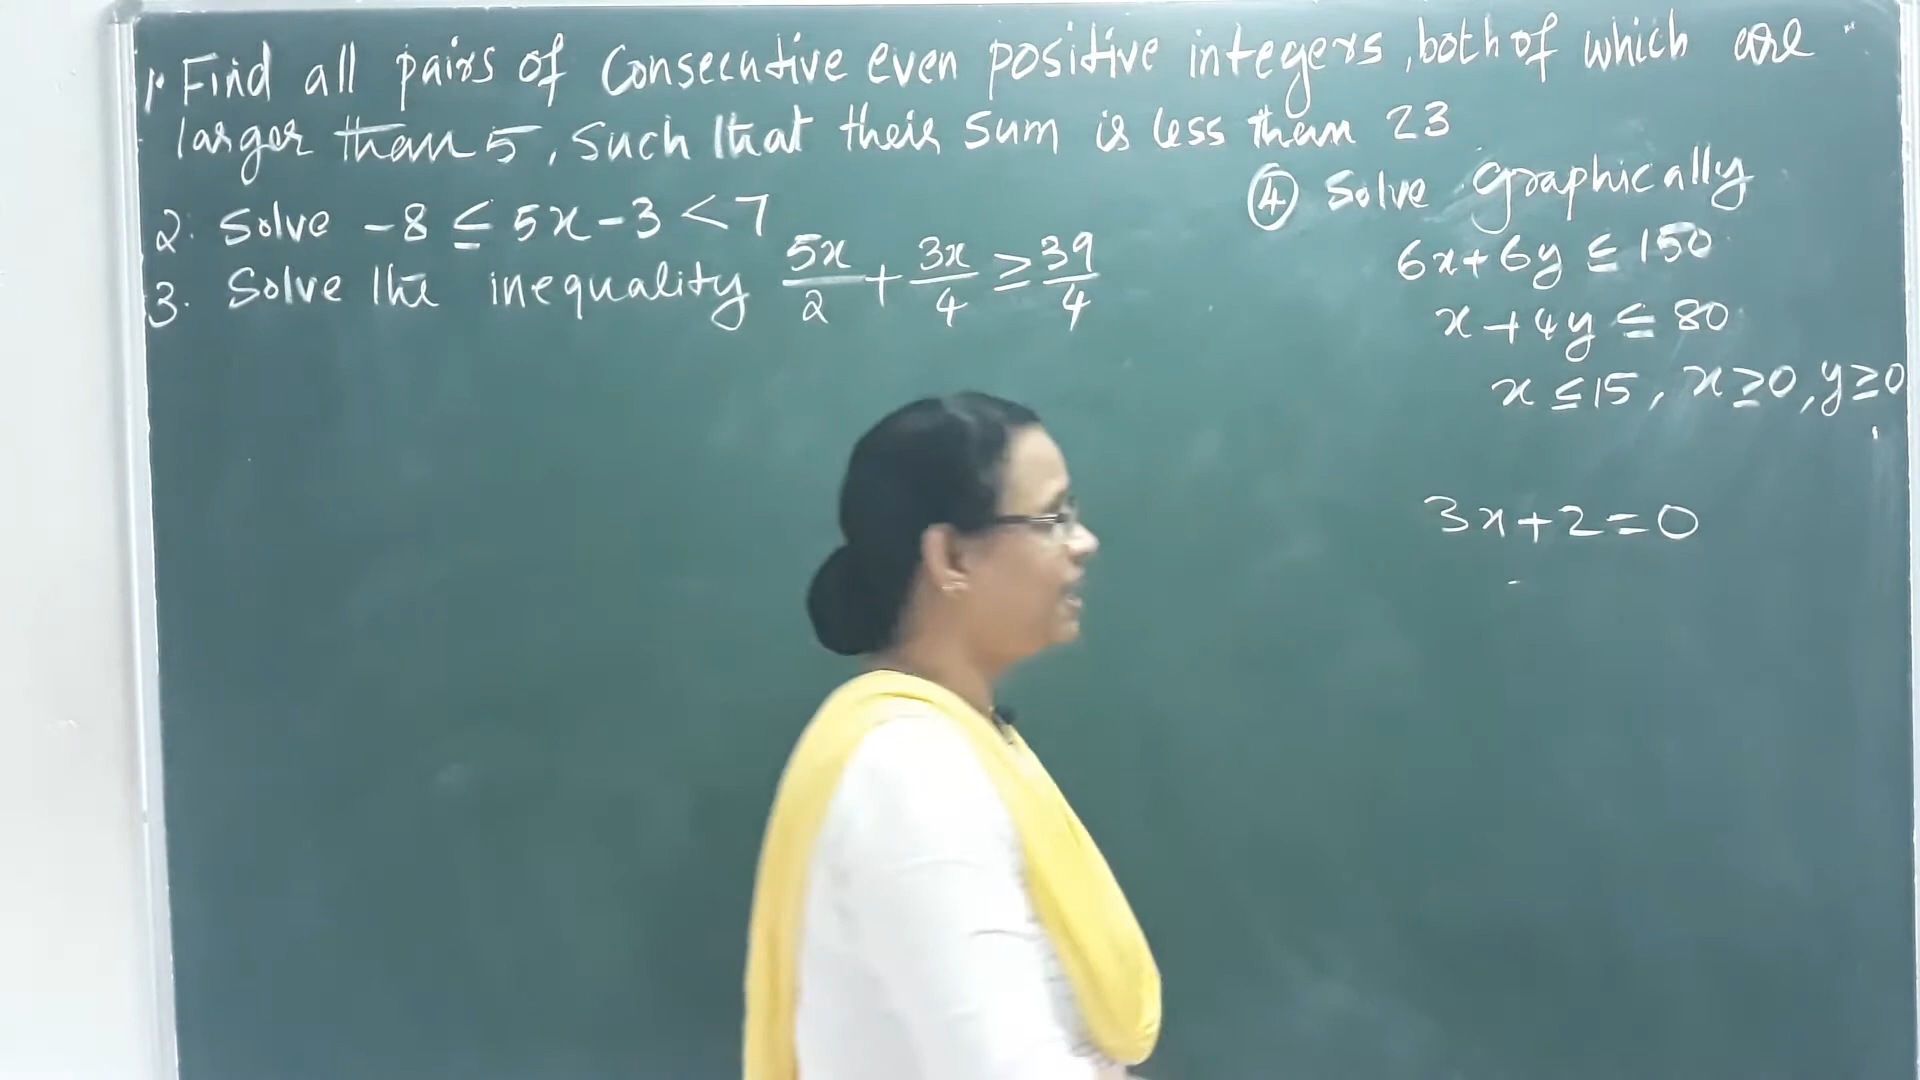 1. Find all pairs of Consecutive even positive integers, both of which are
larger than 5, such that their sum is less than 23
2. Solve -8 ≤ 5x - 3 < 7
3. Solve the inequality 5x/2 + 3x/4 ≥ 39/4
④ Solve graphically
6x + 6y ≤ 150
x + 4y ≤ 80
x ≤ 15, x ≥ 0, y ≥ 0
3x + 2 = 0